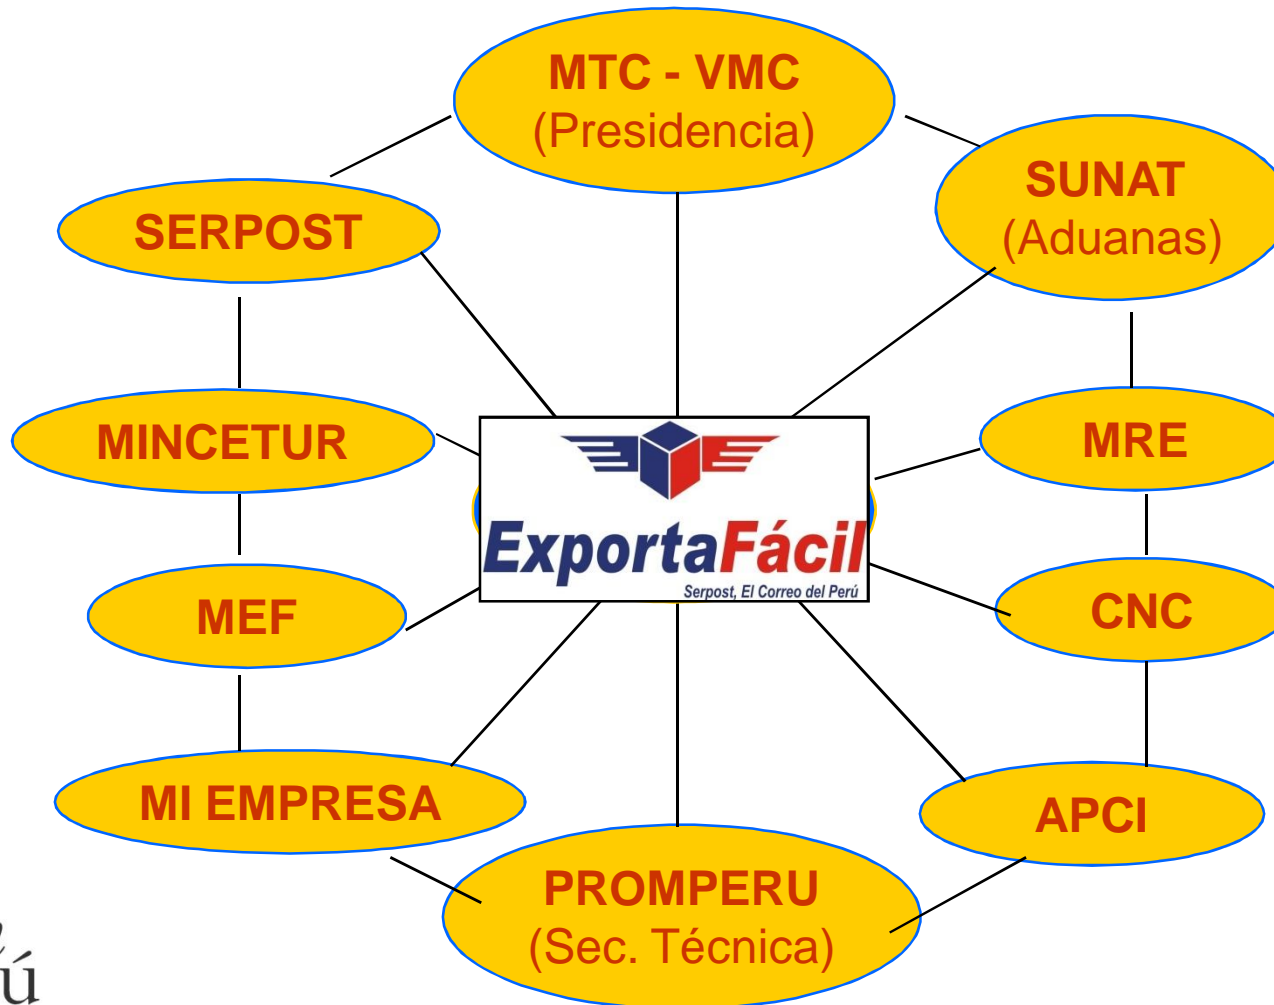 MTC - VMC
(Presidencia)
SUNAT
(Aduanas)
SERPOST
MINCETUR
MRE
ExportaFácil
Serpost, El Correo del Perú
MEF
CNC
MI EMPRESA
APCI
PROMPERU
(Sec. Técnica)
ú